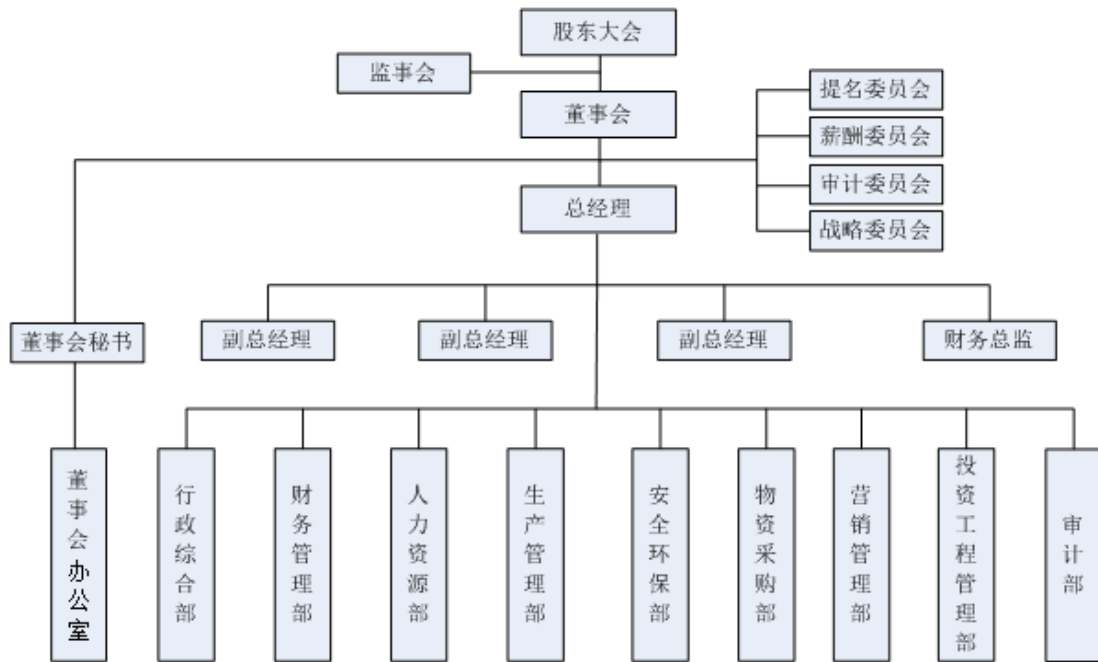 股东大会
监事会
董事会
提名委员会
薪酬委员会
审计委员会
战略委员会
总经理
董事会秘书
副总经理
副总经理
副总经理
财务总监
董事会办公室
行政综合部
财务管理部
人力资源部
生产管理部
安全环保部
物资采购部
营销管理部
投资工程管理部
审计部